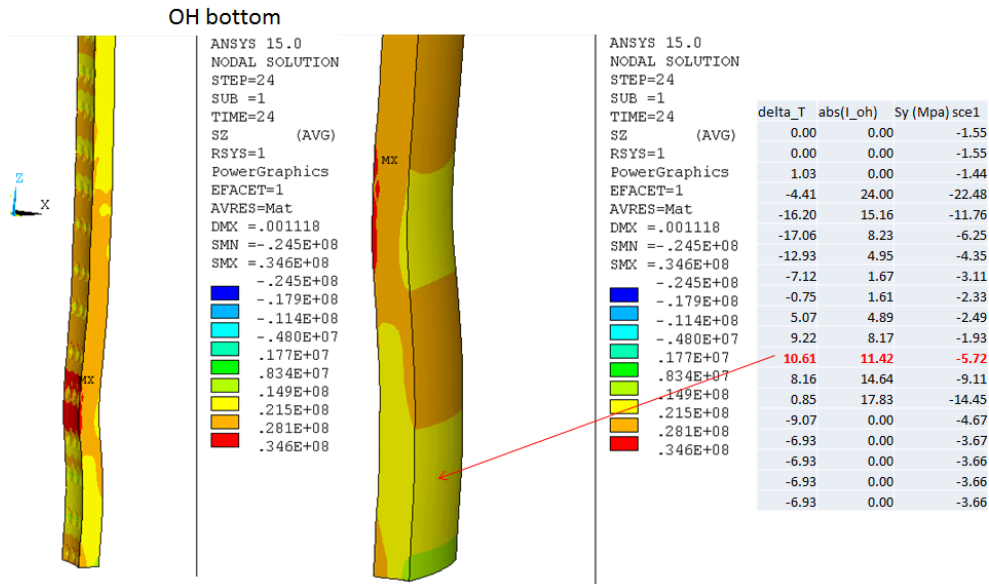 OH bottom
ANSYS 15.0
NODAL SOLUTION
STEP=24
SUB =1
TIME=24
SZ (AVG)
RSYS=1
PowerGraphics
EFACET=1
AVRES=Mat
DMX =.001118
SMN =-.245E+08
SMX =.346E+08
-.245E+08
-.179E+08
-.114E+08
-.480E+07
.177E+07
.834E+07
.149E+08
.215E+08
.281E+08
.346E+08
Z
X
MX
ANSYS 15.0
NODAL SOLUTION
STEP=24
SUB =1
TIME=24
SZ (AVG)
RSYS=1
PowerGraphics
EFACET=1
AVRES=Mat
DMX =.001118
SMN =-.245E+08
SMX =.346E+08
-.245E+08
-.179E+08
-.114E+08
-.480E+07
.177E+07
.834E+07
.149E+08
.215E+08
.281E+08
.346E+08
MX
delta_T abs(I_oh) Sy (Mpa) sce1
0.00 0.00 -1.55
0.00 0.00 -1.55
1.03 0.00 -1.44
-4.41 24.00 -22.48
-16.20 15.16 -11.76
-17.06 8.23 -6.25
-12.93 4.95 -4.35
-7.12 1.67 -3.11
-0.75 1.61 -2.33
5.07 4.89 -2.49
9.22 8.17 -1.93
10.61 11.42 -5.72
8.16 14.64 -9.11
0.85 17.83 -14.45
-9.07 0.00 -4.67
-6.93 0.00 -3.67
-6.93 0.00 -3.66
-6.93 0.00 -3.66
-6.93 0.00 -3.66